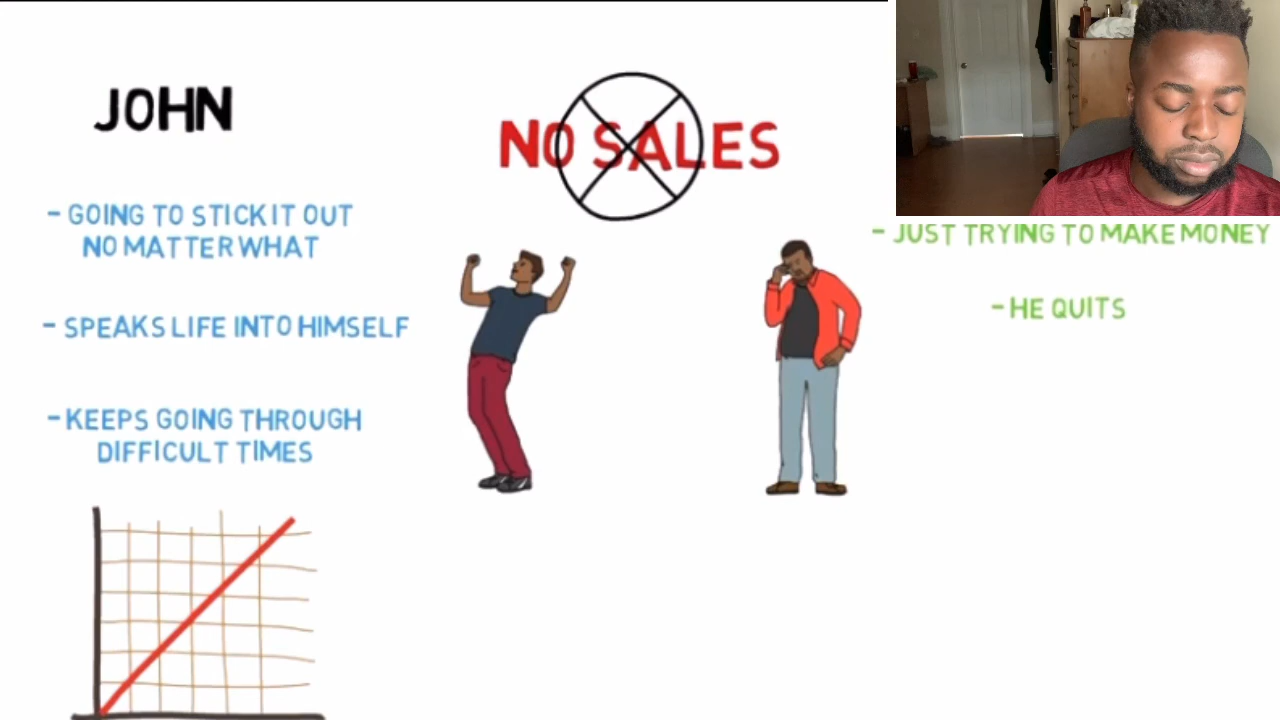 JOHN
NO SALES
- GOING TO STICK IT OUT
NO MATTER WHAT
- SPEAKS LIFE INTO HIMSELF
- KEEPS GOING THROUGH
DIFFICULT TIMES
- JUST TRYING TO MAKE MONEY
- HE QUITS